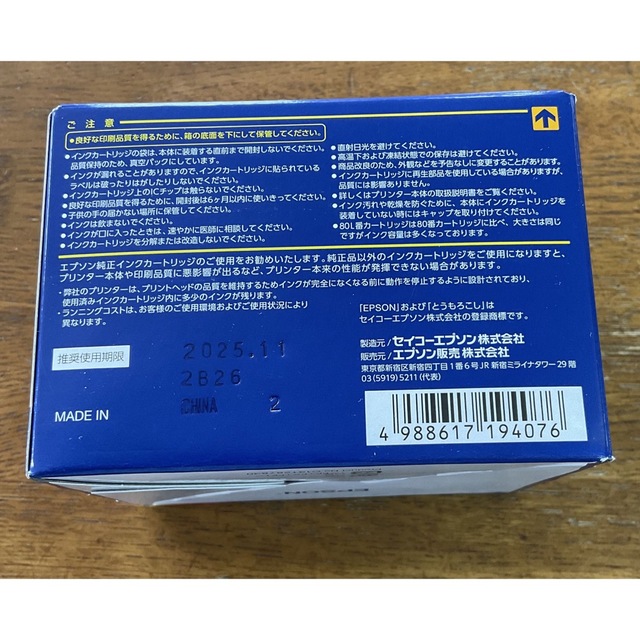 ご注意
●良好な印刷品質を得るために、箱の底面を下にして保管してください。
●インクカートリッジの袋は、本体に装着する直前まで開封しないでください。
品質保持のため、真空パックにしています。
●インクが漏れることがありますので、インクカートリッジに貼られている
ラベルは破ったりはがしたりしないでください。
●インクカートリッジ上のICチップは触らないでください。
●良好な印刷品質を得るために、開封後は6ヶ月以内に使いきってください。
●子供の手の届かない場所に保管してください。
●インクは飲まないでください。
●インクが口に入ったときは、速やかに医師に相談してください。
●インクカートリッジを分解または改造しないでください。
●直射日光を避けてください。
●高温下および凍結状態での保存は避けてください。
●商品改良のため、外観などを予告なしに変更することがあります。
●インクカートリッジに再生部品を使用している場合がありますが、
品質には影響ありません。
●詳しくはプリンター本体の取扱説明書をご覧ください。
●インク汚れや乾燥を防ぐために、本体にインクカートリッジを
装着していない時にはキャップを取り付けてください。
●80L番カートリッジは80番カートリッジに比べ、大きさは同じ
ですがインク容量は多くなっております。
エプソン純正インクカートリッジのご使用をお勧めいたします。純正品以外のインクカートリッジをご使用になりますと、
プリンター本体や印刷品質に悪影響が出るなど、プリンター本来の性能が発揮できない場合があります。
・弊社のプリンターは、プリントヘッドの品質を維持するためインクが完全になくなる前に動作を停止するように設計されており、
使用済みインクカートリッジ内に多少のインクが残ります。
・ランニングコストは、お客様のご使用環境およびご使用状況により
異なります。
「EPSON」および「とうもろこし」は
セイコーエプソン株式会社の登録商標です。
製造元/セイコーエプソン株式会社
販売元/エプソン販売 株式会社
東京都新宿区新宿四丁目1番6号 JR 新宿ミライナタワー 29 階
03 (5919) 5211 (代表)
推奨使用期限
2025.11
2B26
MADE IN
CHINA 2
4 988617 194076
EPSON